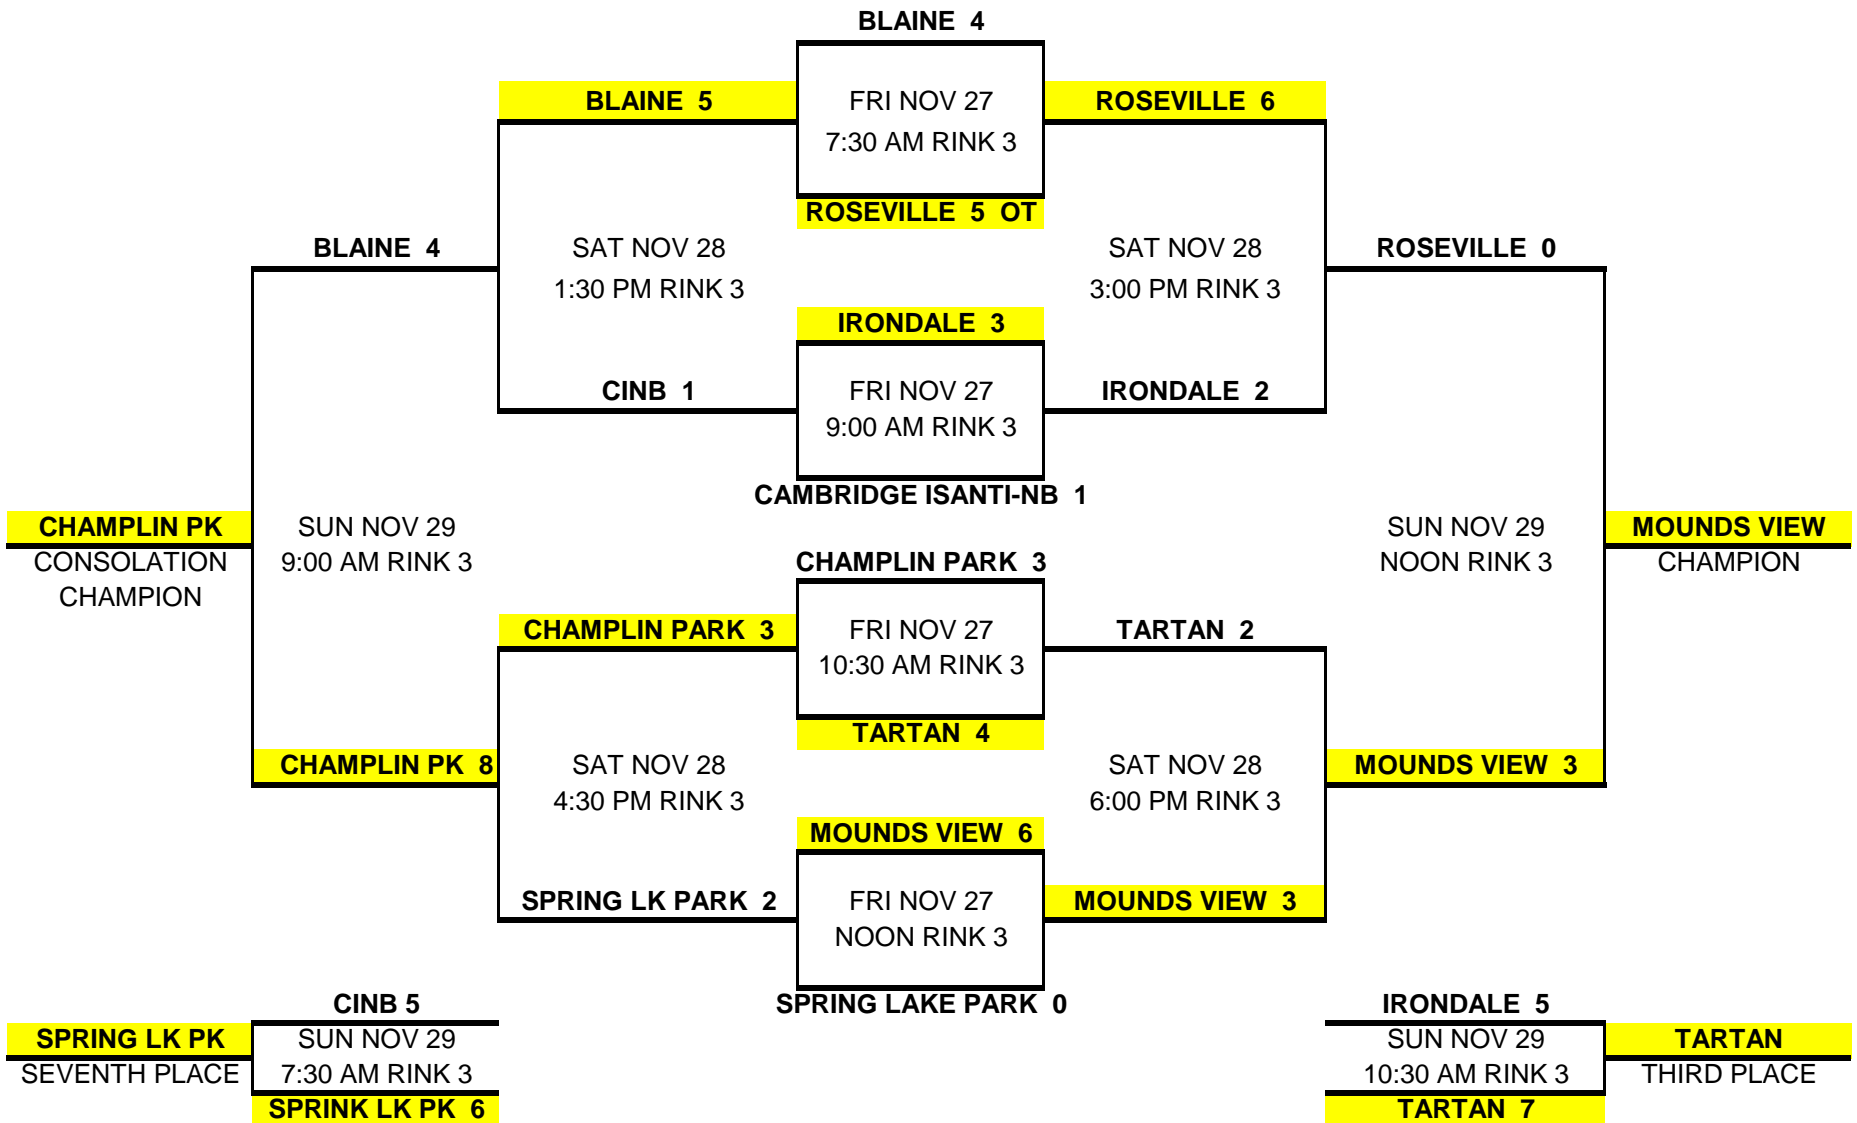 BLAINE 4
BLAINE 5
FRI NOV 27
ROSEVILLE 6
7:30 AM RINK 3
ROSEVILLE 5 OT
BLAINE 4
SAT NOV 28
SAT NOV 28
ROSEVILLE 0
1:30 PM RINK 3
3:00 PM RINK 3
IRONDALE 3
CINB 1
FRI NOV 27
IRONDALE 2
9:00 AM RINK 3
CAMBRIDGE ISANTI-NB 1
CHAMPLIN PK
SUN NOV 29
SUN NOV 29
MOUNDS VIEW
CONSOLATION
9:00 AM RINK 3
CHAMPLIN PARK 3
NOON RINK 3
CHAMPION
CHAMPION
CHAMPLIN PARK 3
FRI NOV 27
TARTAN 2
10:30 AM RINK 3
TARTAN 4
CHAMPLIN PK 8
SAT NOV 28
SAT NOV 28
MOUNDS VIEW 3
4:30 PM RINK 3
6:00 PM RINK 3
MOUNDS VIEW 6
SPRING LK PARK 2
FRI NOV 27
MOUNDS VIEW 3
NOON RINK 3
CINB 5
SPRING LAKE PARK 0
IRONDALE 5
SPRING LK PK
SUN NOV 29
SUN NOV 29
TARTAN
SEVENTH PLACE
7:30 AM RINK 3
10:30 AM RINK 3
THIRD PLACE
SPRINK LK PK 6
TARTAN 7